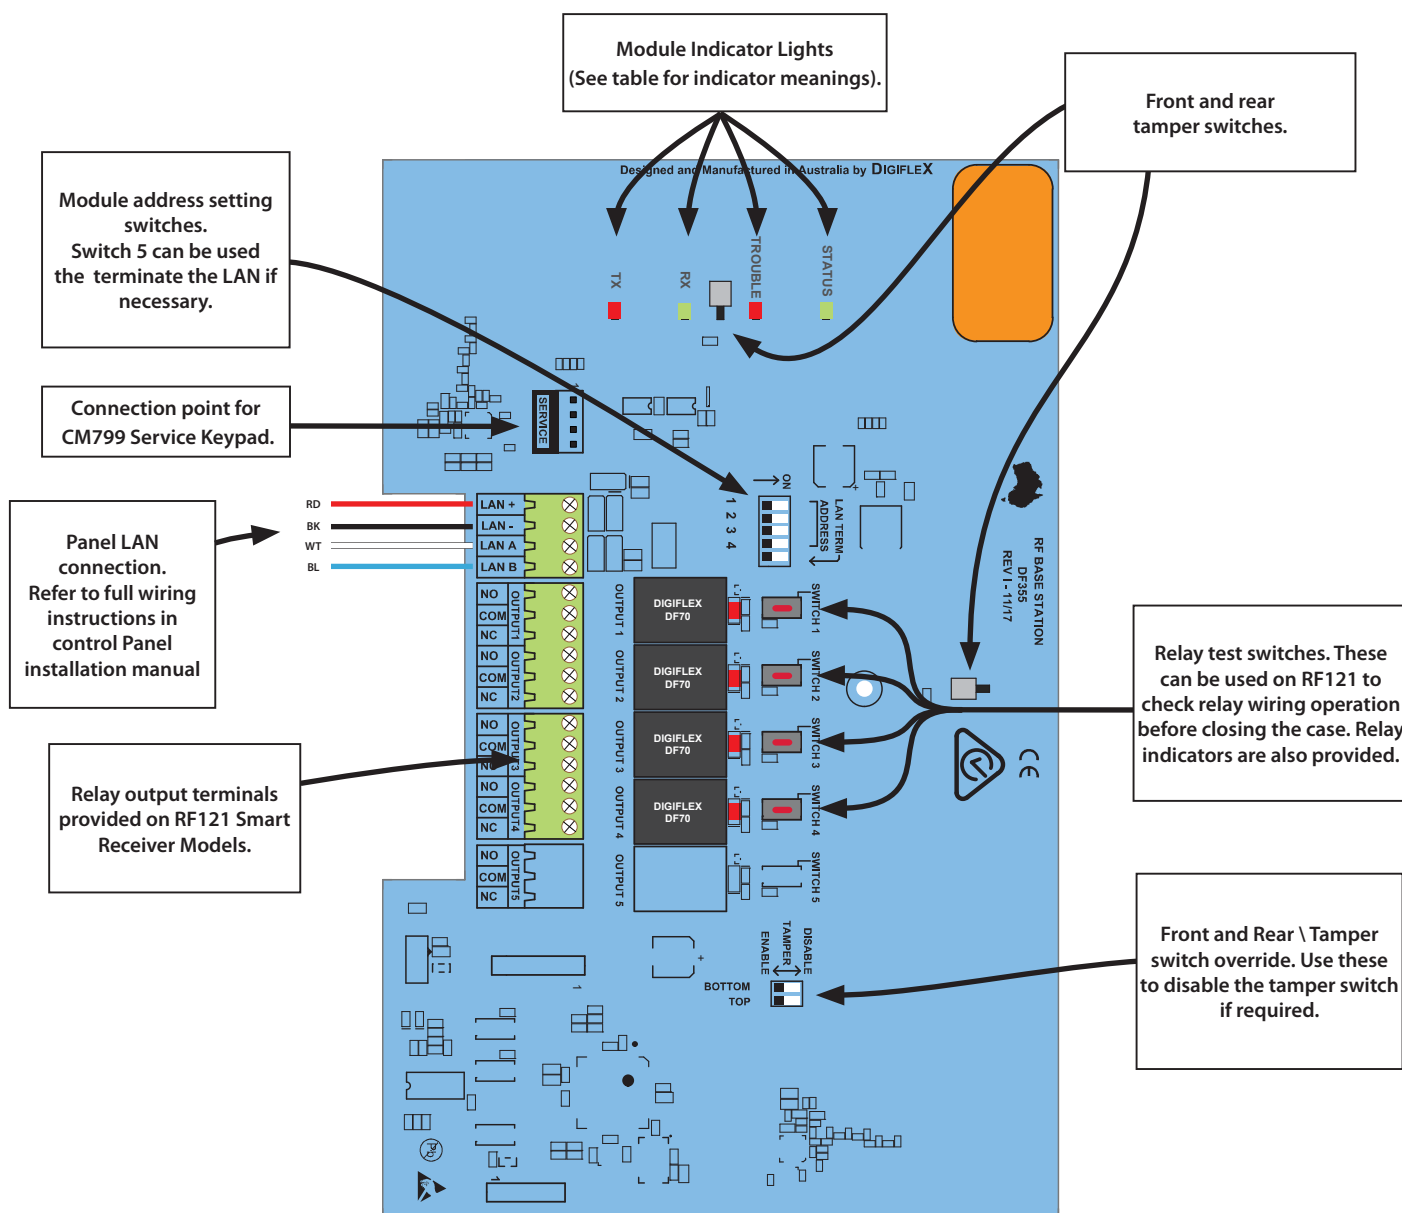 Module Indicator Lights
(See table for indicator meanings).
Front and rear
tamper switches.
Module address setting
switches.
Switch 5 can be used
the terminate the LAN if
necessary.
Connection point for
CM799 Service Keypad.
Panel LAN
connection.
Refer to full wiring
instructions in
control Panel
installation manual
Relay output terminals
provided on RF121 Smart
Receiver Models.
Relay test switches. These
can be used on RF121 to
check relay wiring operation
before closing the case. Relay
indicators are also provided.
Front and Rear \ Tamper
switch override. Use these
to disable the tamper switch
if required.
Designed and Manufactured in Australia by DIGIFLEX
TX
RX
TROUBLE
STATUS
SERVICE
1
RD
BK
WT
BL
LAN +
LAN -
LAN A
LAN B
ON
1 2 3 4
LAN TERM
ADDRESS
RF BASE STATION
DF355
REV I - 11/17
NO
COM
NC
OUTPUT1
NO
COM
NC
OUTPUT2
NO
COM
NC
OUTPUT3
NO
COM
NC
OUTPUT4
NO
COM
NC
OUTPUT5
OUTPUT 1
DIGIFLEX
DF70
SWITCH 1
OUTPUT 2
DIGIFLEX
DF70
SWITCH 2
OUTPUT 3
DIGIFLEX
DF70
SWITCH 3
OUTPUT 4
DIGIFLEX
DF70
SWITCH 4
OUTPUT 5
SWITCH 5
DISABLE
TAMPER
ENABLE
BOTTOM
TOP
+
+
1
1
Pb
CE